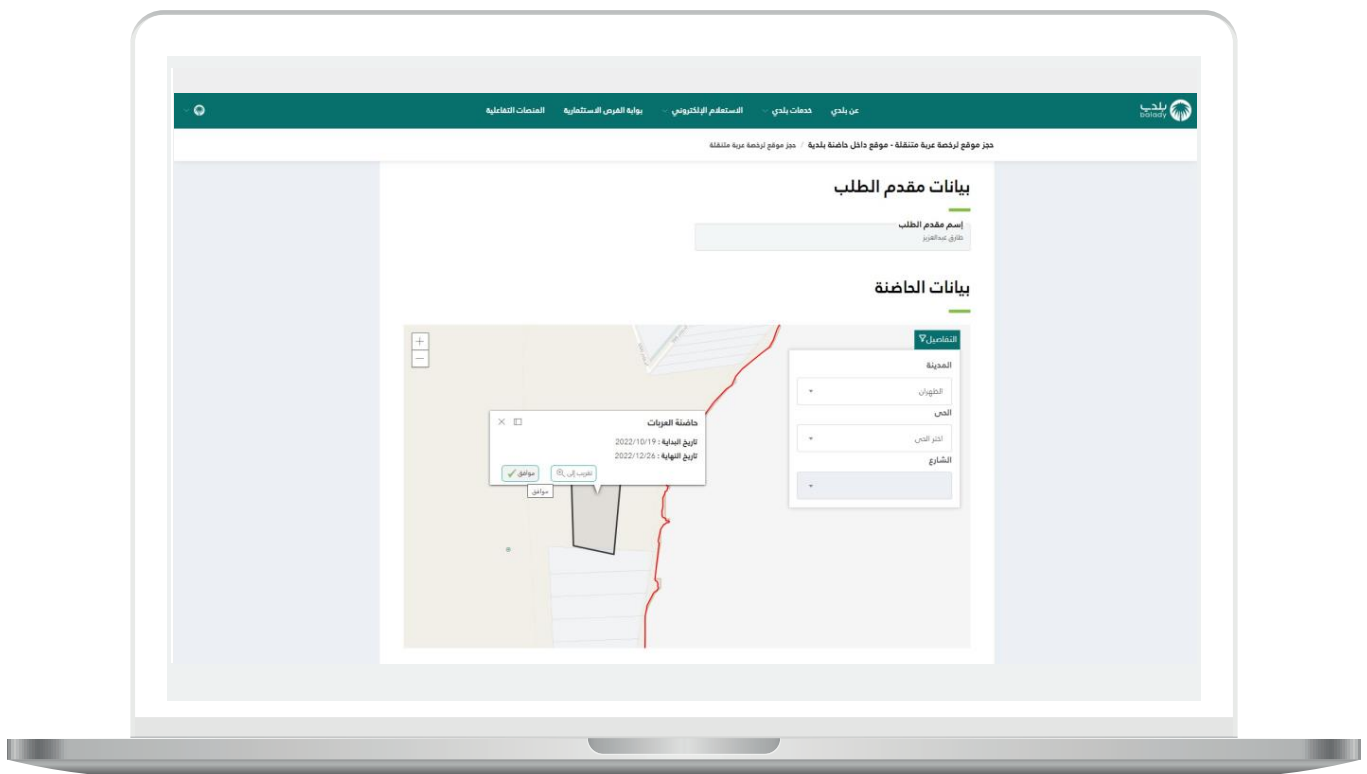 بلدي
balady
عن بلدي
خدمات بلدي
الاستعلام الإلكتروني
بوابة الفرص الاستثمارية
المنصات التفاعلية
حجز موقع لرخصة عربة متنقلة - موقع داخل حاضنة بلدية / حجز موقع لرخصة عربة متنقلة
بيانات مقدم الطلب
إسم مقدم الطلب
طارق عبدالعزيز
بيانات الحاضنة
التفاصيل
المدينة
الظهران
الحى
اختر الحى
الشارع
حاضنة العربات
تاريخ البداية : 2022/10/19
تاريخ النهاية : 2022/12/26
تقريب إلى
موافق
موافق